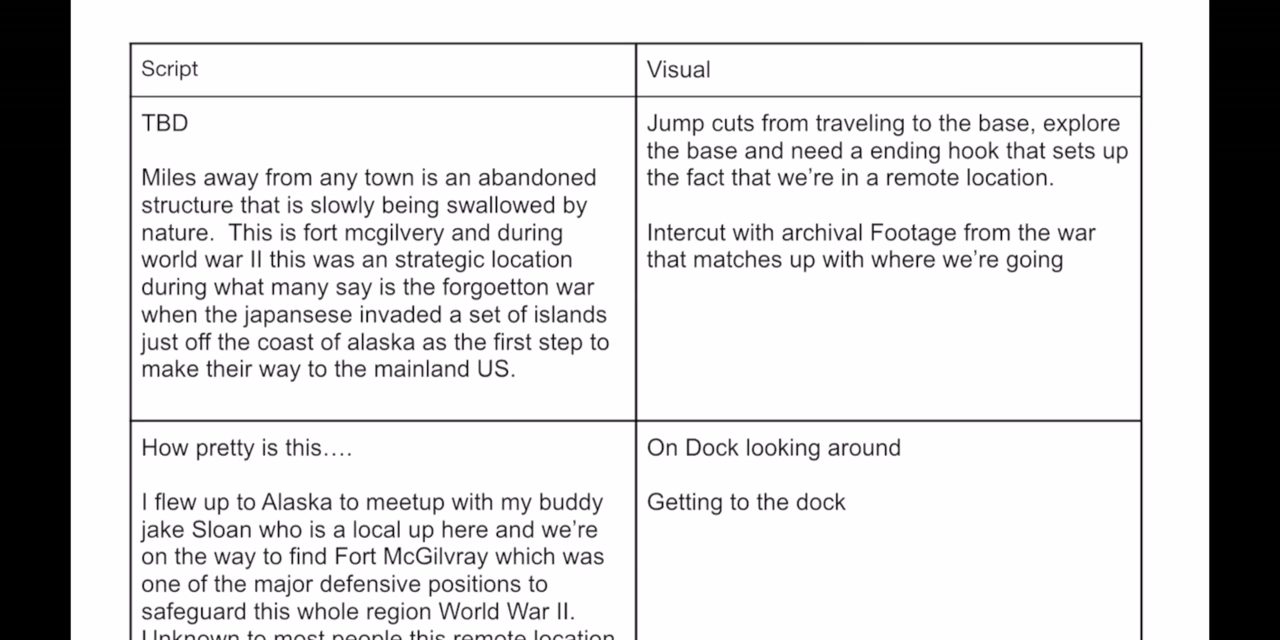 Script
Visual
TBD
Miles away from any town is an abandoned
structure that is slowly being swallowed by
nature.  This is fort mcgilvery and during
world war II this was an strategic location
during what many say is the forgoetton war
when the japansese invaded a set of islands
just off the coast of alaska as the first step to
make their way to the mainland US.
Jump cuts from traveling to the base, explore
the base and need a ending hook that sets up
the fact that we're in a remote location.
Intercut with archival Footage from the war
that matches up with where we're going
How pretty is this….
I flew up to Alaska to meetup with my buddy
jake Sloan who is a local up here and we're
on the way to find Fort McGilvray which was
one of the major defensive positions to
safeguard this whole region World War II.
Unknown to most people this remote location
On Dock looking around
Getting to the dock